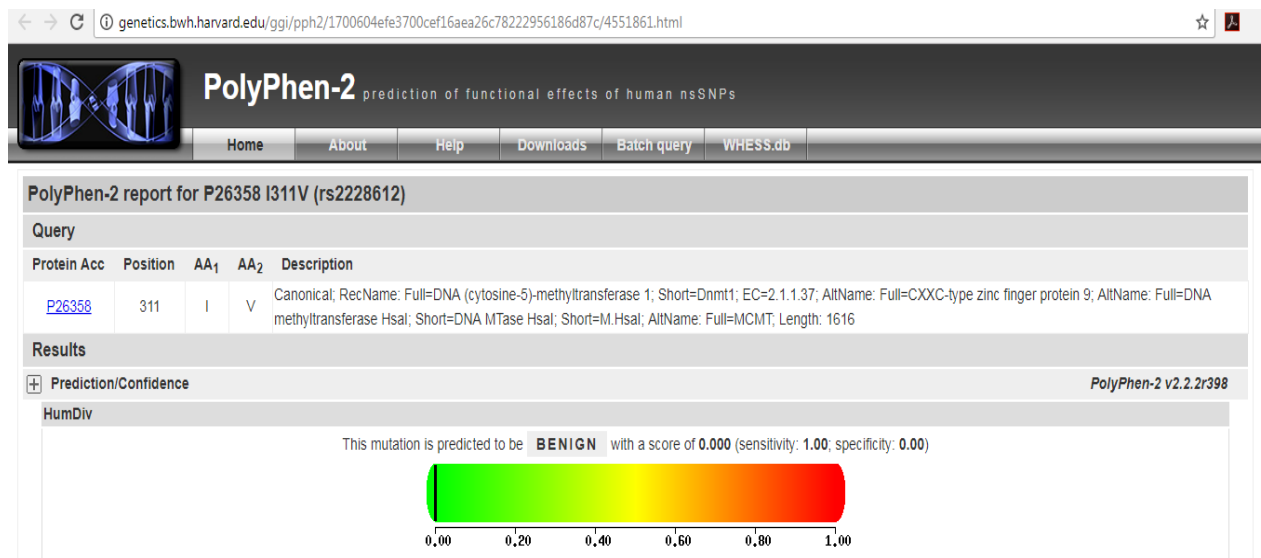 genetics.bwh.harvard.edu/ggi/pph2/1700604efe3700cef16aea26c78222956186d87c/4551861.html
PolyPhen-2 prediction of functional effects of human nsSNPs
Home About Help Downloads Batch query WHESS.db
PolyPhen-2 report for P26358 I311V (rs2228612)
Query
Protein Acc Position AA1 AA2 Description
P26358 311 I V Canonical; RecName: Full=DNA (cytosine-5)-methyltransferase 1; Short=Dnmt1; EC=2.1.1.37; AltName: Full=CXXC-type zinc finger protein 9; AltName: Full=DNA
methyltransferase HsaI; Short=DNA MTase HsaI; Short=M.HsaI; AltName: Full=MCMT; Length: 1616
Results
+ Prediction/Confidence PolyPhen-2 v2.2.2r398
HumDiv
This mutation is predicted to be BENIGN with a score of 0.000 (sensitivity: 1.00; specificity: 0.00)
0,00 0,20 0,40 0,60 0,80 1,00